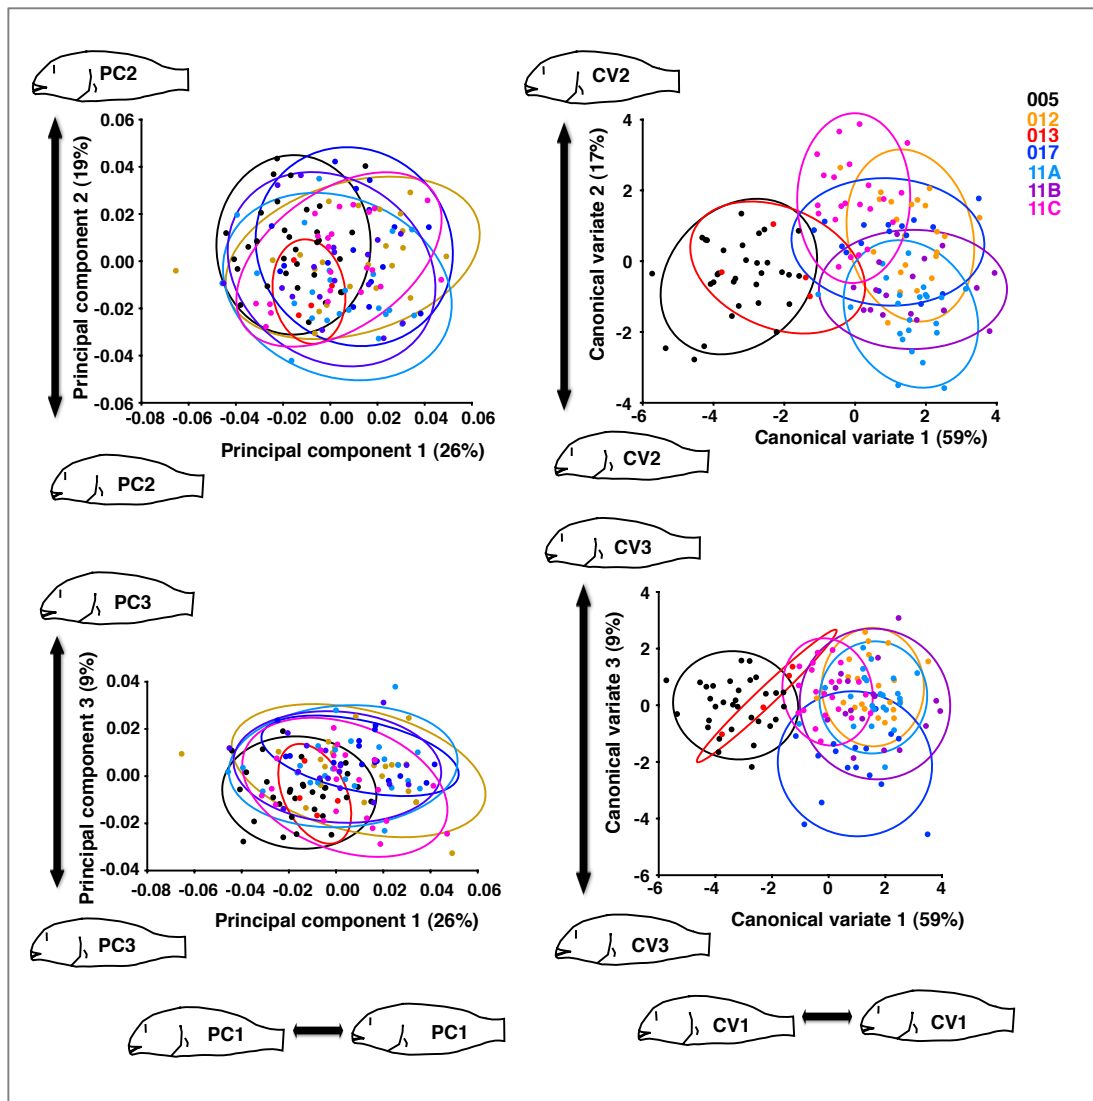 PC2
0.06
0.04
0.02
0.00
-0.02
-0.04
-0.06
Principal component 2 (19%)
-0.08 -0.06 -0.04 -0.02 0.00 0.02 0.04 0.06
Principal component 1 (26%)
PC2
CV2
4
2
0
-2
-4
Canonical variate 2 (17%)
-6 -4 -2 0 2 4
Canonical variate 1 (59%)
CV2
005
012
013
017
11A
11B
11C
PC3
0.04
0.02
0.00
-0.02
-0.04
Principal component 3 (9%)
-0.08 -0.06 -0.04 -0.02 0.00 0.02 0.04 0.06
Principal component 1 (26%)
PC3
CV3
4
2
0
-2
-4
-6
Canonical variate 3 (9%)
-6 -4 -2 0 2 4
Canonical variate 1 (59%)
CV3
PC1 PC1
CV1 CV1